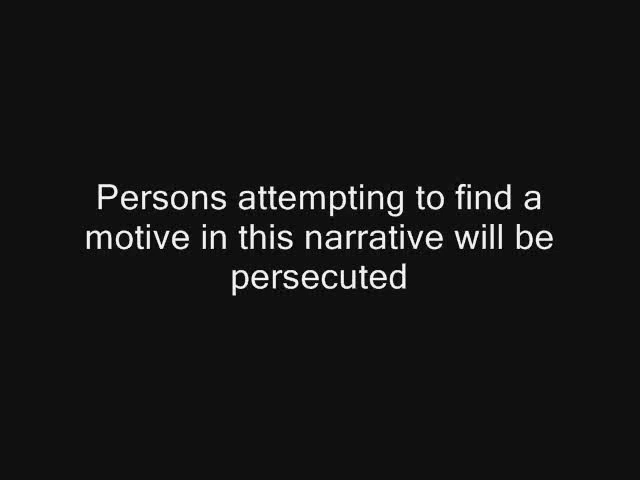 Persons attempting to find a
motive in this narrative will be
persecuted